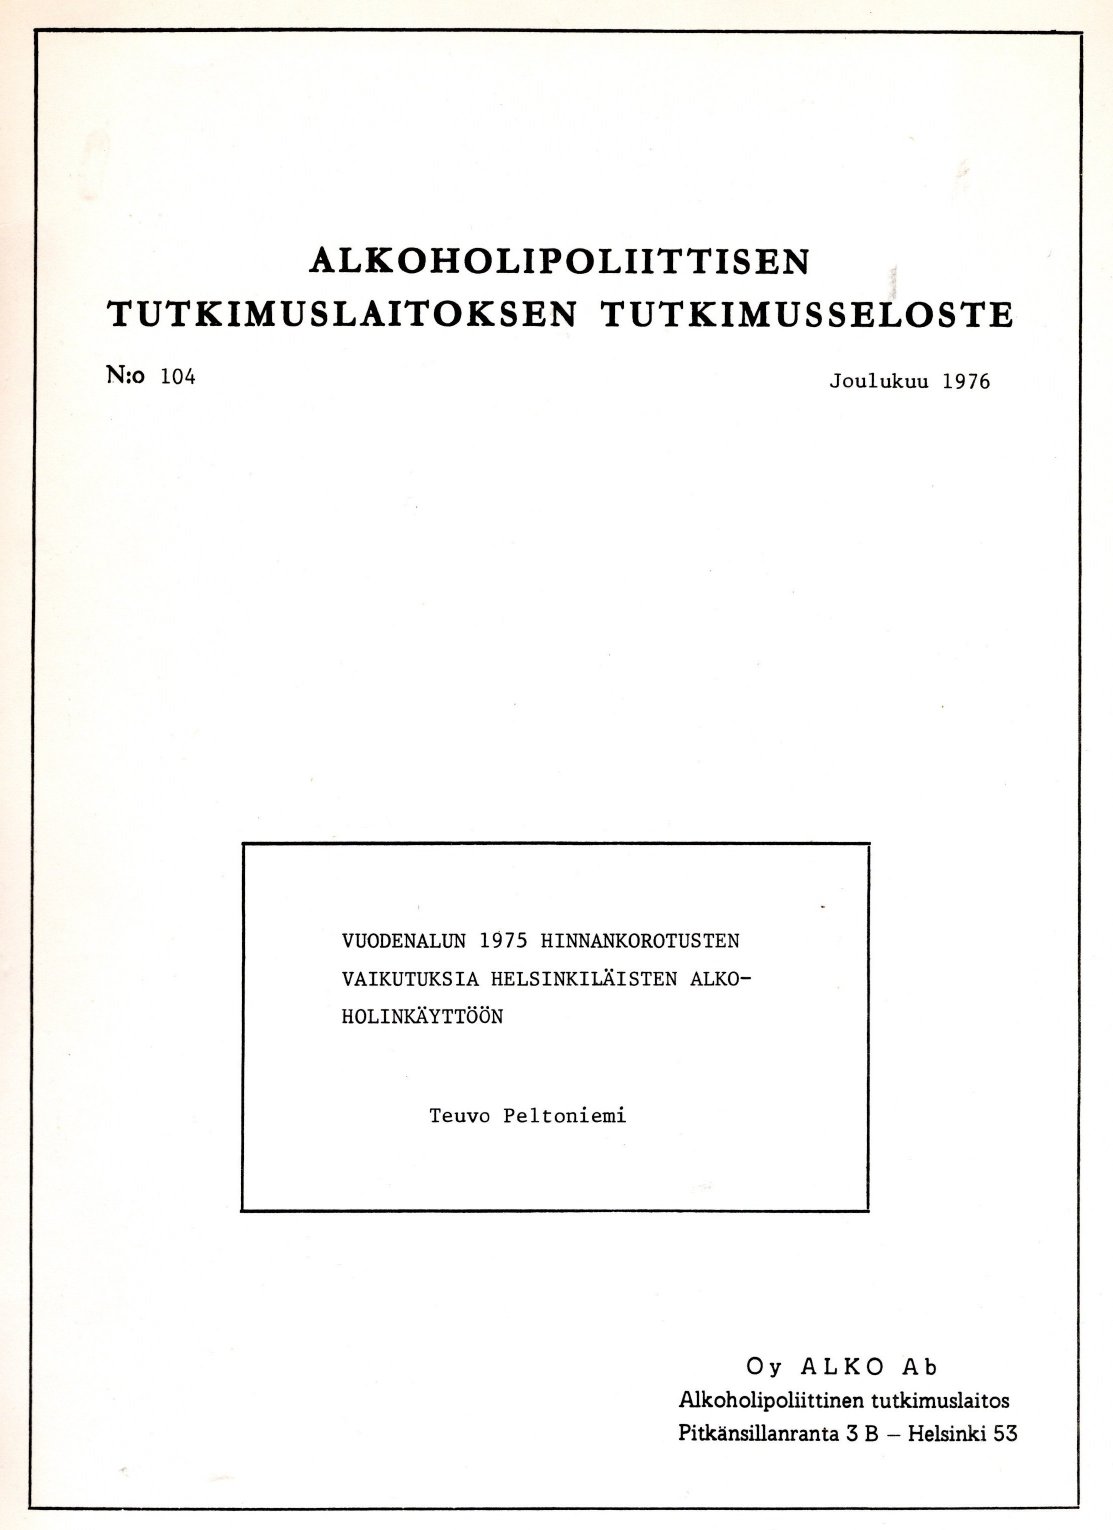 ALKOHOLIPOLIITTISEN
TUTKIMUSLAITOKSEN TUTKIMUSSELOSTE
N:o 104
Joulukuu 1976
VUODENALUN 1975 HINNANKOROTUSTEN
VAIKUTUKSIA HELSINKILÄISTEN ALKO-
HOLINKÄYTTÖÖN
Teuvo Peltoniemi
Oy ALKO Ab
Alkoholipoliittinen tutkimuslaitos
Pitkänsillanranta 3 B – Helsinki 53